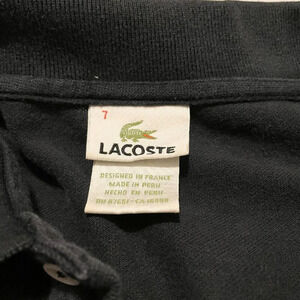 7
LACOSTE
DESIGNED IN FRANCE
MADE IN PERU
HECHO EN PERU